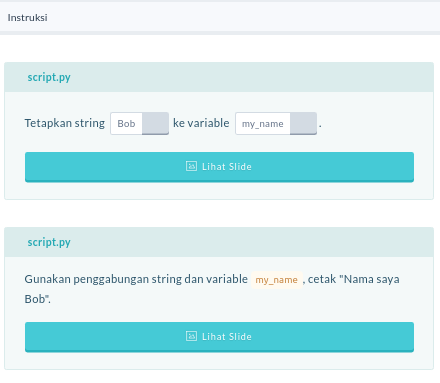 Instruksi
script.py
Tetapkan string Bob ke variable my_name .
Lihat Slide
script.py
Gunakan penggabungan string dan variable my_name , cetak "Nama saya
Bob".
Lihat Slide